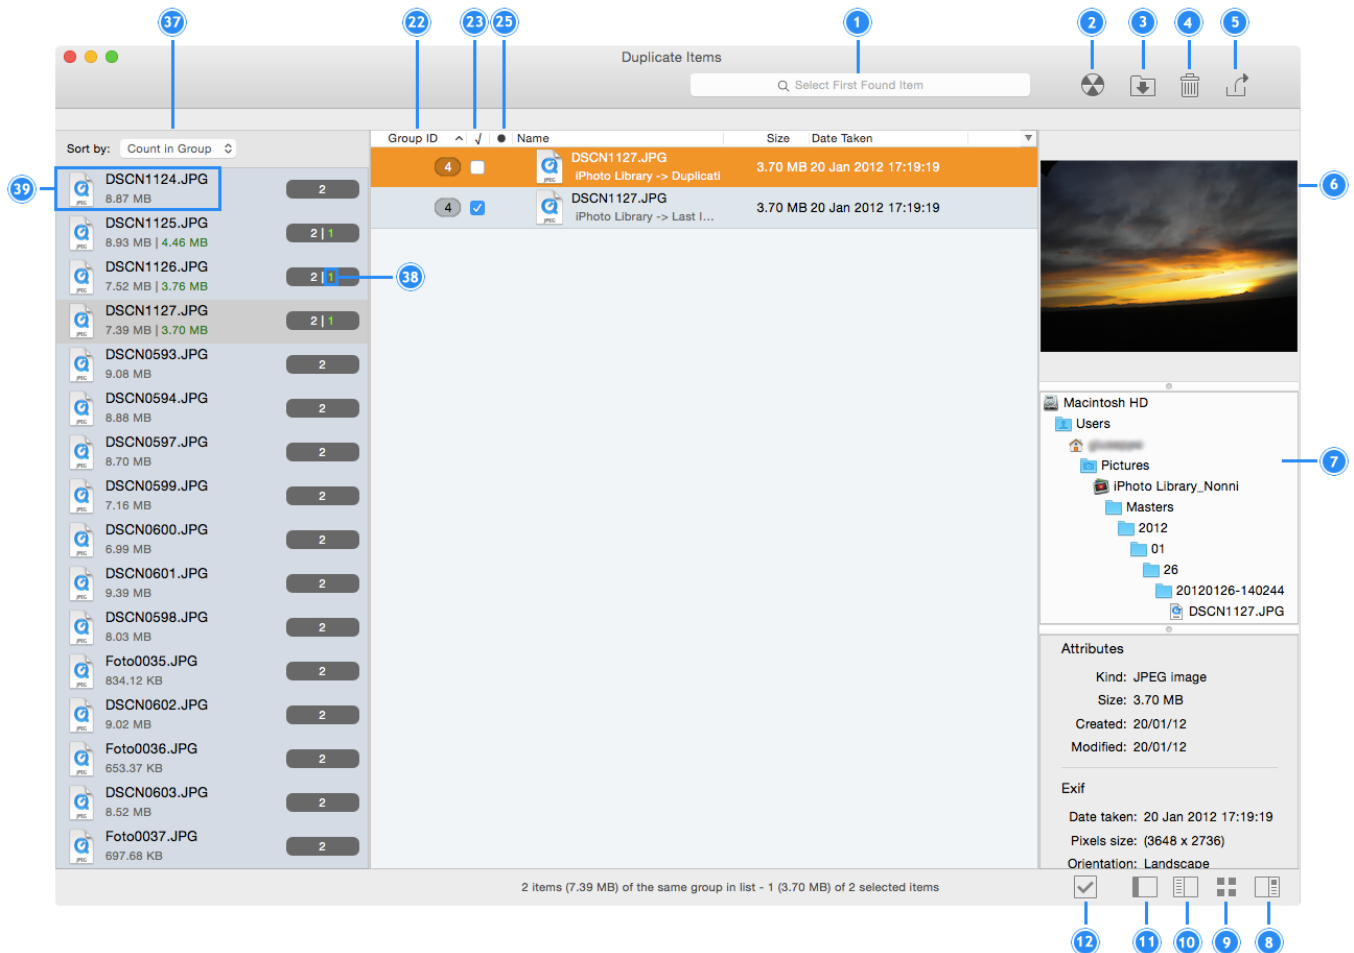 37 22 23 25 1 2 3 4 5
Duplicate Items
Select First Found Item
Sort by: Count in Group
39
DSCN1124.JPG
8.87 MB
2
DSCN1125.JPG
8.93 MB | 4.46 MB
2 | 1
DSCN1126.JPG
7.52 MB | 3.76 MB
2 | 1
38
DSCN1127.JPG
7.39 MB | 3.70 MB
2 | 1
DSCN0593.JPG
9.08 MB
2
DSCN0594.JPG
8.88 MB
2
DSCN0597.JPG
8.70 MB
2
DSCN0599.JPG
7.16 MB
2
DSCN0600.JPG
6.99 MB
2
DSCN0601.JPG
9.39 MB
2
DSCN0598.JPG
8.03 MB
2
Foto0035.JPG
834.12 KB
2
DSCN0602.JPG
9.02 MB
2
Foto0036.JPG
653.37 KB
2
DSCN0603.JPG
8.52 MB
2
Foto0037.JPG
697.68 KB
2
Group ID √ Name Size Date Taken
4 DSCN1127.JPG 3.70 MB 20 Jan 2012 17:19:19
iPhoto Library -> Duplicati
4 DSCN1127.JPG 3.70 MB 20 Jan 2012 17:19:19
iPhoto Library -> Last I...
6
Macintosh HD
Users
Pictures
7
iPhoto Library_Nonni
Masters
2012
01
26
20120126-140244
DSCN1127.JPG
Attributes
Kind: JPEG image
Size: 3.70 MB
Created: 20/01/12
Modified: 20/01/12
Exif
Date taken: 20 Jan 2012 17:19:19
Pixels size: (3648 x 2736)
Orientation: Landscape
2 items (7.39 MB) of the same group in list - 1 (3.70 MB) of 2 selected items
12 11 10 9 8